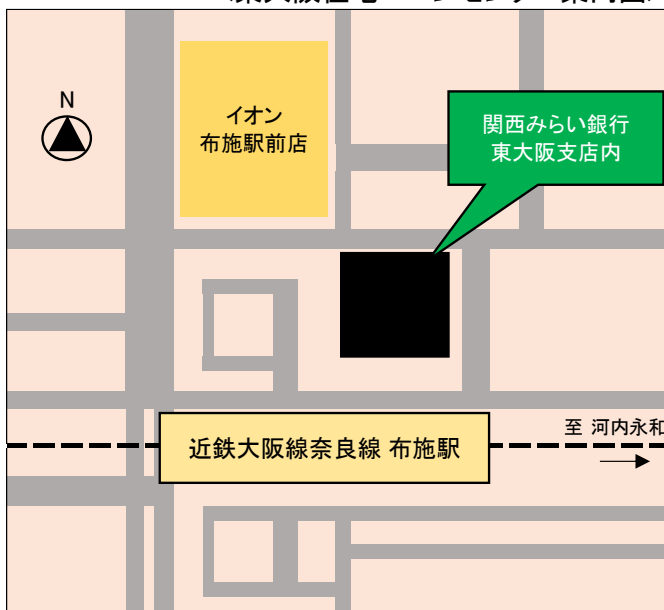 N
イオン
布施駅前店
関西みらい銀行
東大阪支店内
近鉄大阪線奈良線 布施駅
至 河内永和